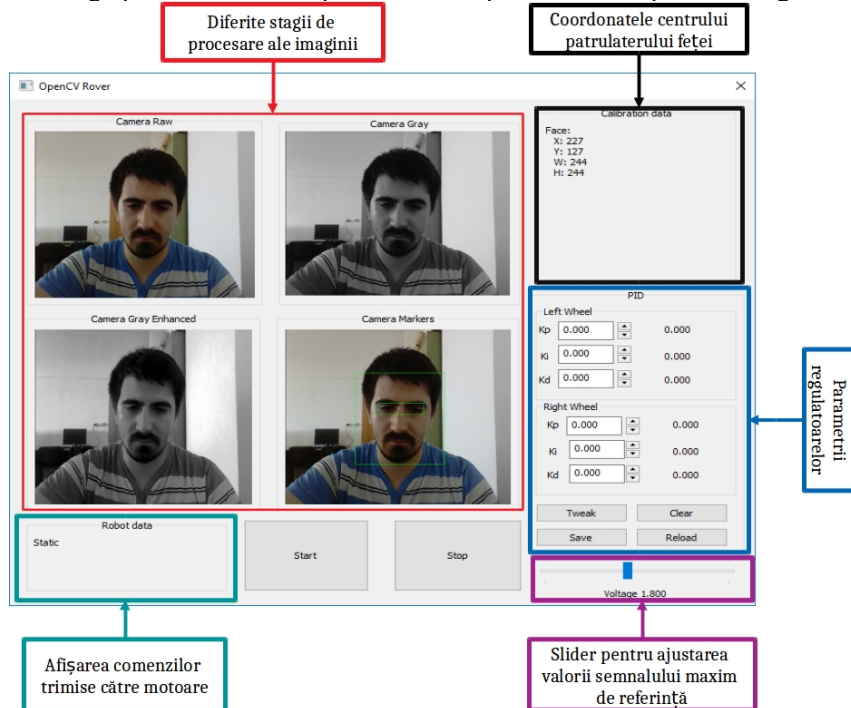 Diferite stagii de
procesare ale imaginii
Coordonatele centrului
patrulaterului feței
OpenCV Rover
Camera Raw
Camera Gray
Calibration data
Face:
X: 227
Y: 127
W: 244
H: 244
Camera Gray Enhanced
Camera Markers
PID
Left Wheel
Kp 0.000 0.000
Ki 0.000 0.000
Kd 0.000 0.000
Right Wheel
Kp 0.000 0.000
Ki 0.000 0.000
Kd 0.000 0.000
Tweak Clear
Save Reload
Parametrii
regulatoarelor
Robot data
Static
Start
Stop
Voltage 1.800
Afișarea comenzilor
trimise către motoare
Slider pentru ajustarea
valorii semnalului maxim
de referință